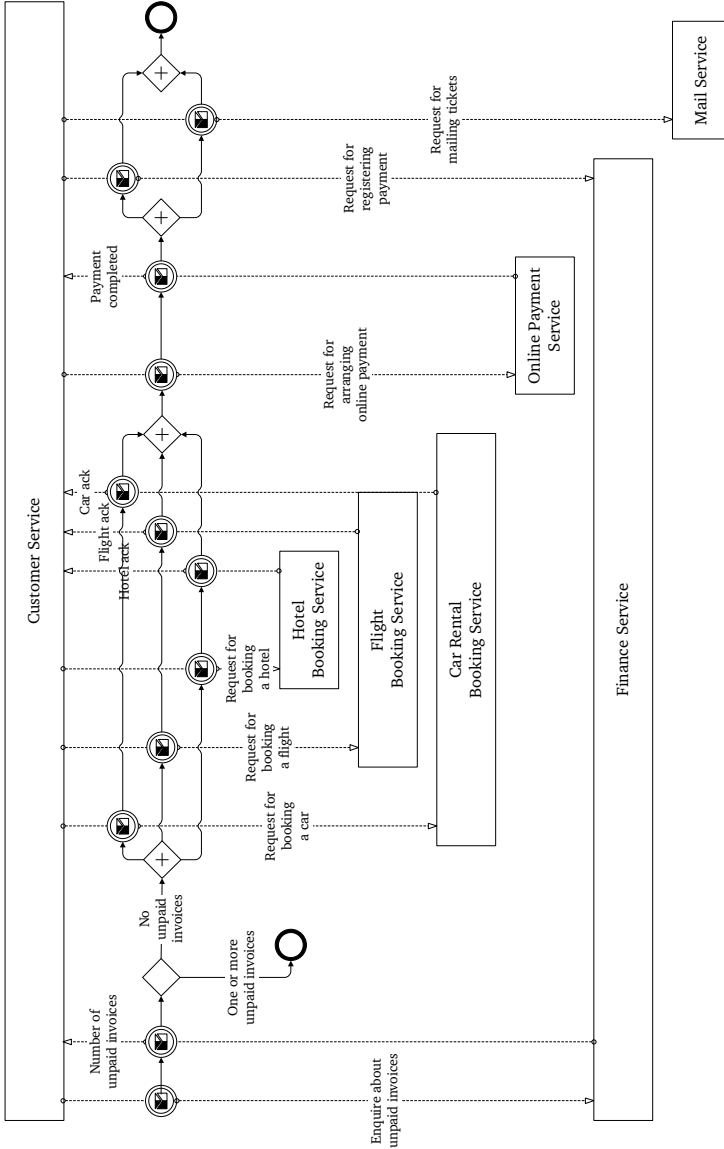 Customer Service
Number of
unpaid invoices
Enquire about
unpaid invoices
No
unpaid
invoices
One or more
unpaid invoices
Request for
booking
a car
Request for
booking
a flight
Request for
booking
a hotel
Hotel ack
Flight ack
Car ack
Hotel
Booking Service
Flight
Booking Service
Car Rental
Booking Service
Request for
arranging
online payment
Payment
completed
Online Payment
Service
Request for
registering
payment
Request for
mailing tickets
Finance Service
Mail Service